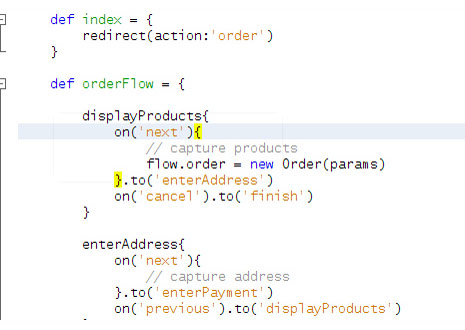 def index = {
redirect(action:'order')
}
def orderFlow = {
displayProducts{
on('next'){
// capture products
flow.order = new Order(params)
}.to('enterAddress')
on('cancel').to('finish')
}
enterAddress{
on('next'){
// capture address
}.to('enterPayment')
on('previous').to('displayProducts')